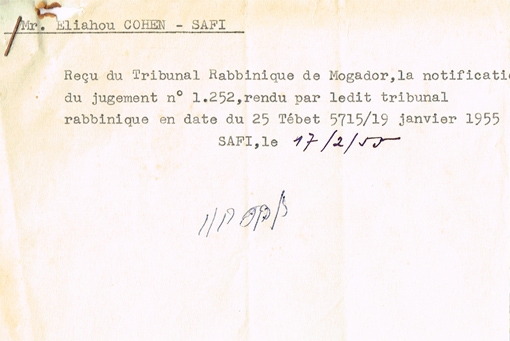 Mr. Eliahou COHEN - SAFI
Reçu du Tribunal Rabbinique de Mogador, la notificatio
du jugement n° 1.252, rendu par ledit tribunal
rabbinique en date du 25 Tébet 5715/19 janvier 1955
SAFI, le 17/2/55